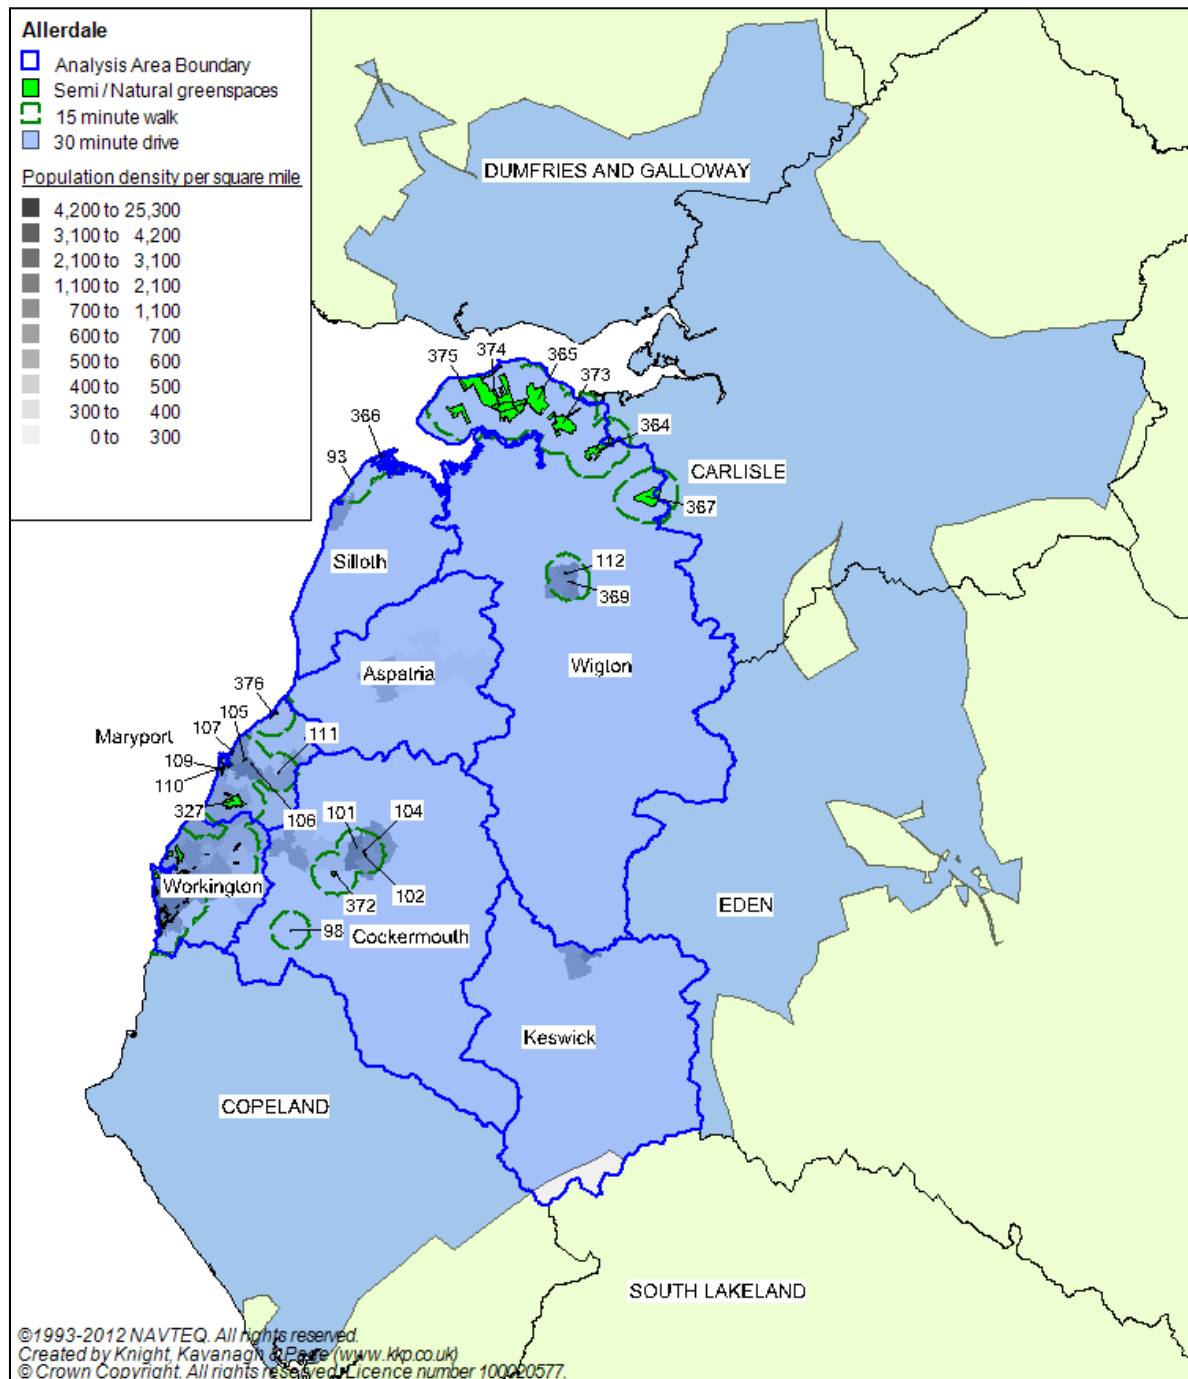 Allerdale
Analysis Area Boundary
Semi / Natural greenspaces
15 minute walk
30 minute drive
Population density per square mile
4,200 to 25,300
3,100 to 4,200
2,100 to 3,100
1,100 to 2,100
700 to 1,100
600 to 700
500 to 600
400 to 500
300 to 400
0 to 300
DUMFRIES AND GALLOWAY
375
374
365
373
366
364
93
CARLISLE
367
Silloth
112
369
Aspatria
Wigton
376
105
107
Maryport
111
109
110
327
106
101
104
Workington
102
372
EDEN
98
Cockermouth
Keswick
COPELAND
SOUTH LAKELAND
©1993-2012 NAVTEQ. All rights reserved.
Created by Knight, Kavanagh & Page (www.kkp.co.uk)
© Crown Copyright. All rights reserved. Licence number 100020577.